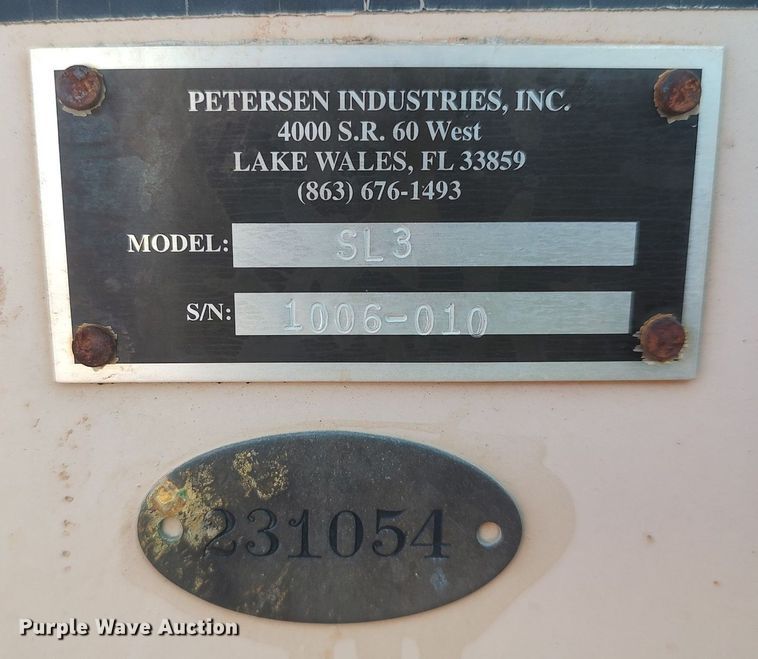 PETERSEN INDUSTRIES, INC.
4000 S.R. 60 West
LAKE WALES, FL 33859
(863) 676-1493
MODEL: SL3
S/N: 1006-010
231054
Purple Wave Auction